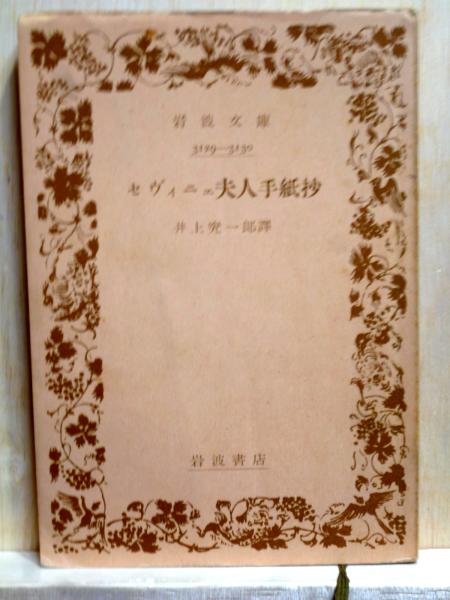 岩波文庫
3129—3130
セヴィニェ夫人手紙抄
井上究一郎譯
岩波書店